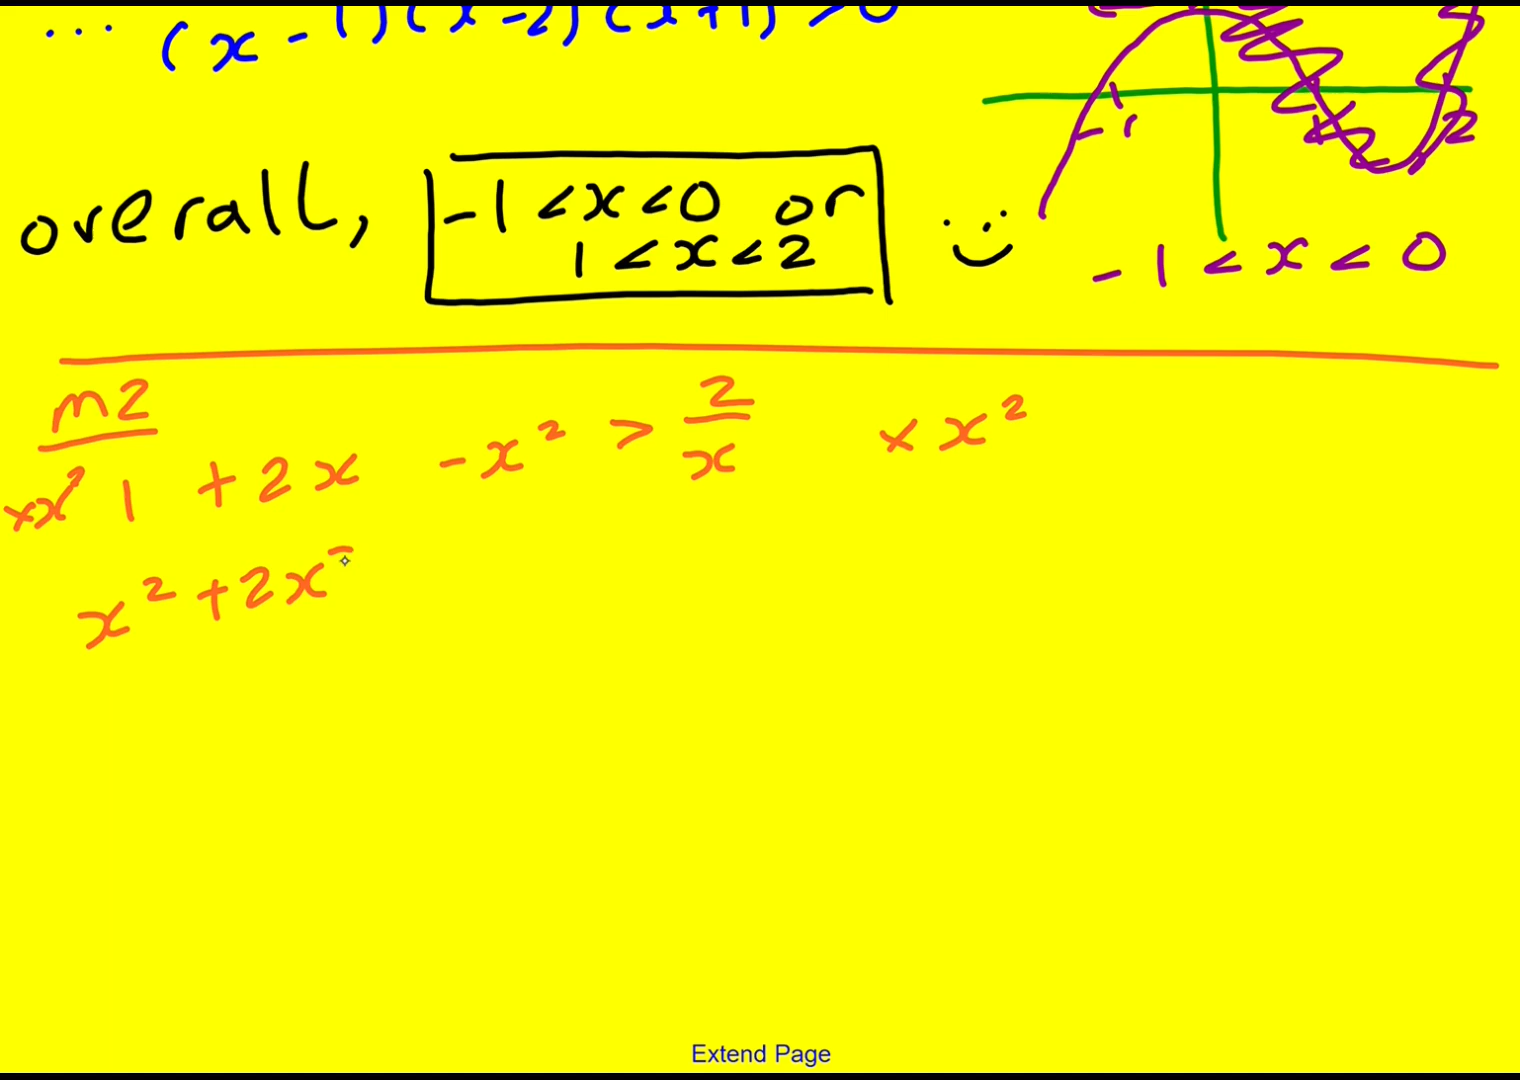 ... (x-1)(x-2)(x+1)>0
-1
1
2
overall, -1<x<0 or
1<x<2
-1<x<0
m2
×x² 1 + 2x - x² > 2/x ×x²
x² + 2x
Extend Page